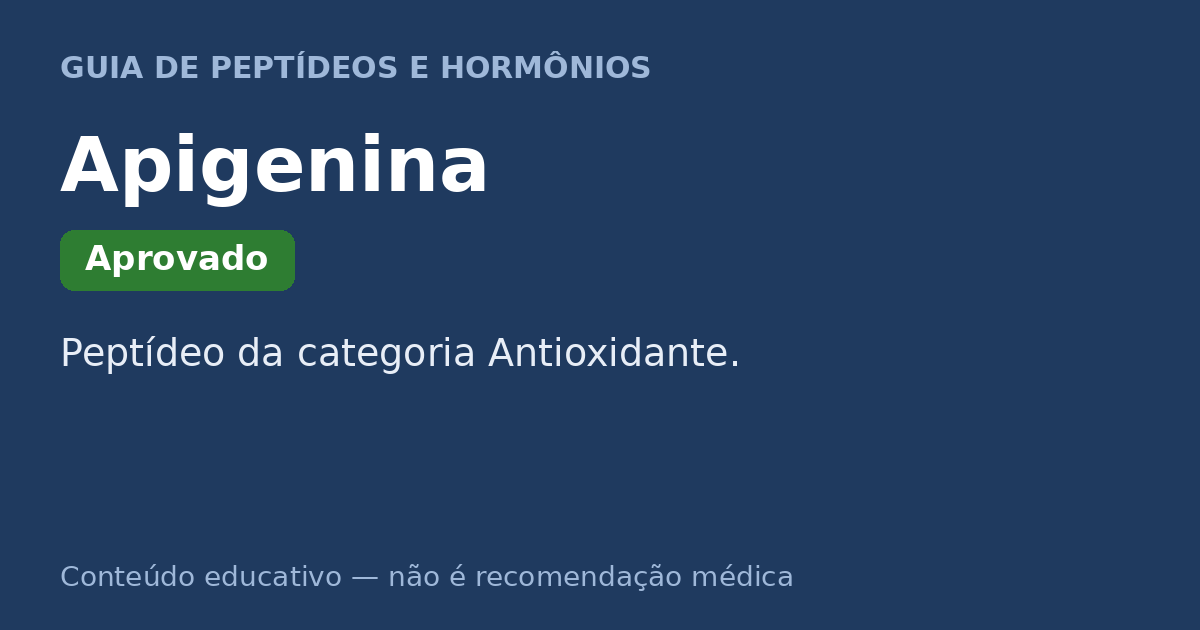 GUIA DE PEPTÍDEOS E HORMÔNIOS
Apigenina
Aprovado
Peptídeo da categoria Antioxidante.
Conteúdo educativo — não é recomendação médica